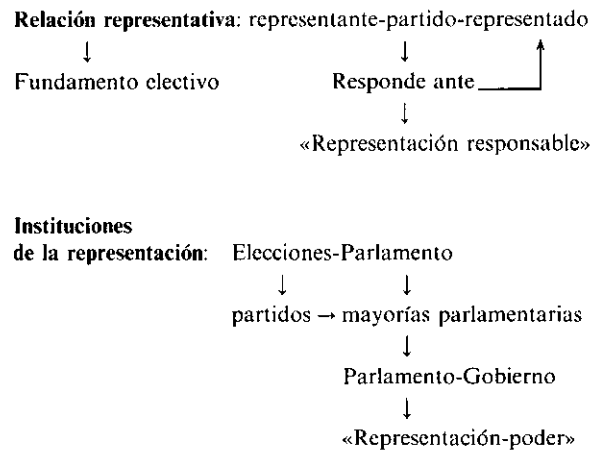 Relación representativa: representante-partido-representado
↓ ↓
Fundamento electivo Responde ante
↓
«Representación responsable»
Instituciones
de la representación: Elecciones-Parlamento
↓ ↓
partidos → mayorías parlamentarias
↓
Parlamento-Gobierno
↓
«Representación-poder»